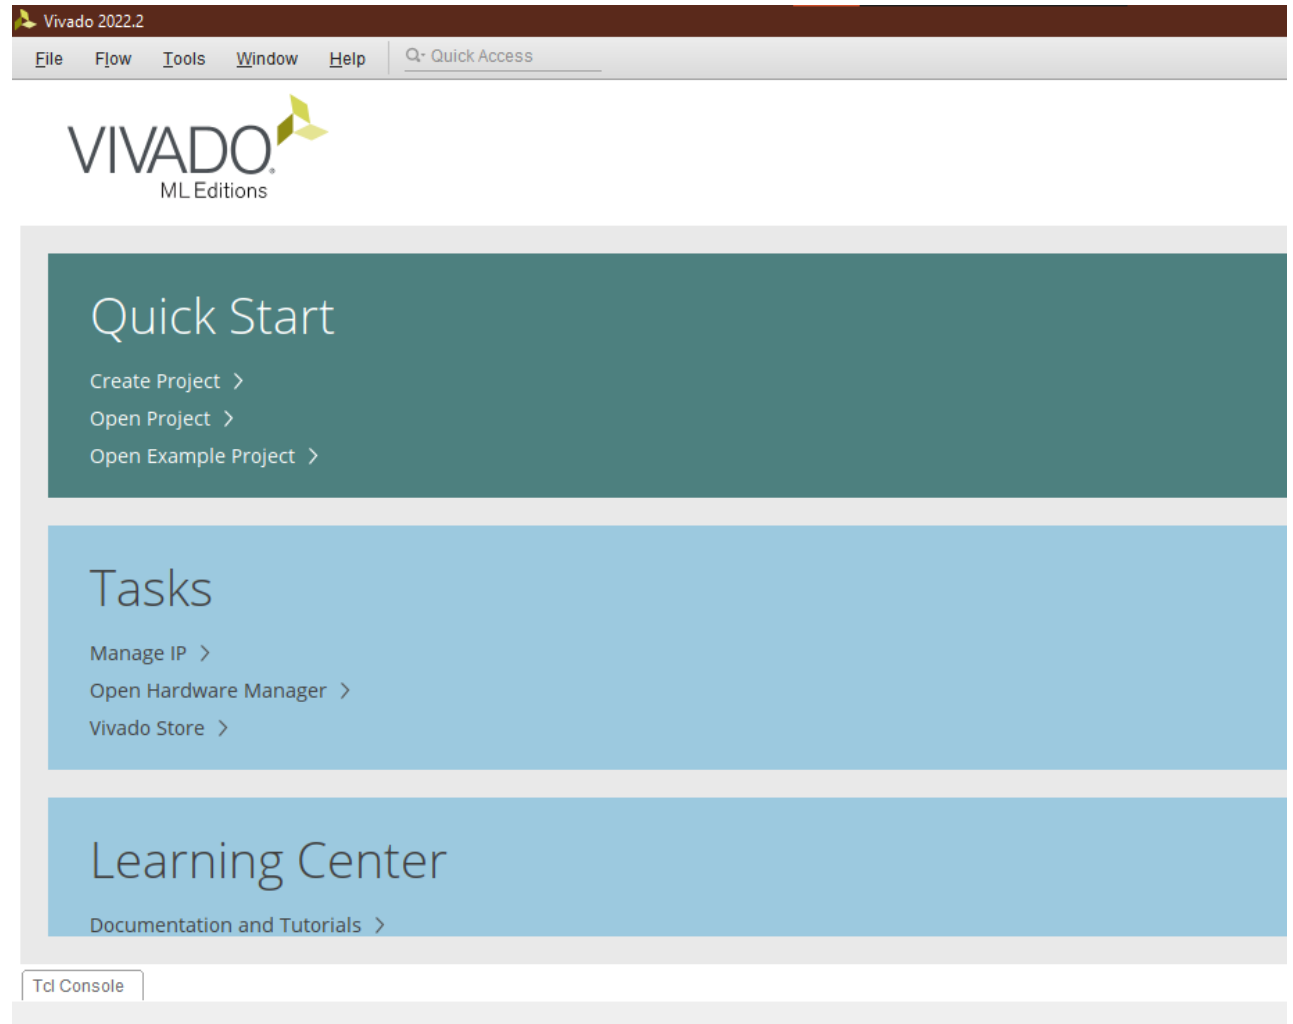 Vivado 2022.2
File Flow Tools Window Help Quick Access
VIVADO®
ML Editions
Quick Start
Create Project >
Open Project >
Open Example Project >
Tasks
Manage IP >
Open Hardware Manager >
Vivado Store >
Learning Center
Documentation and Tutorials >
Tcl Console